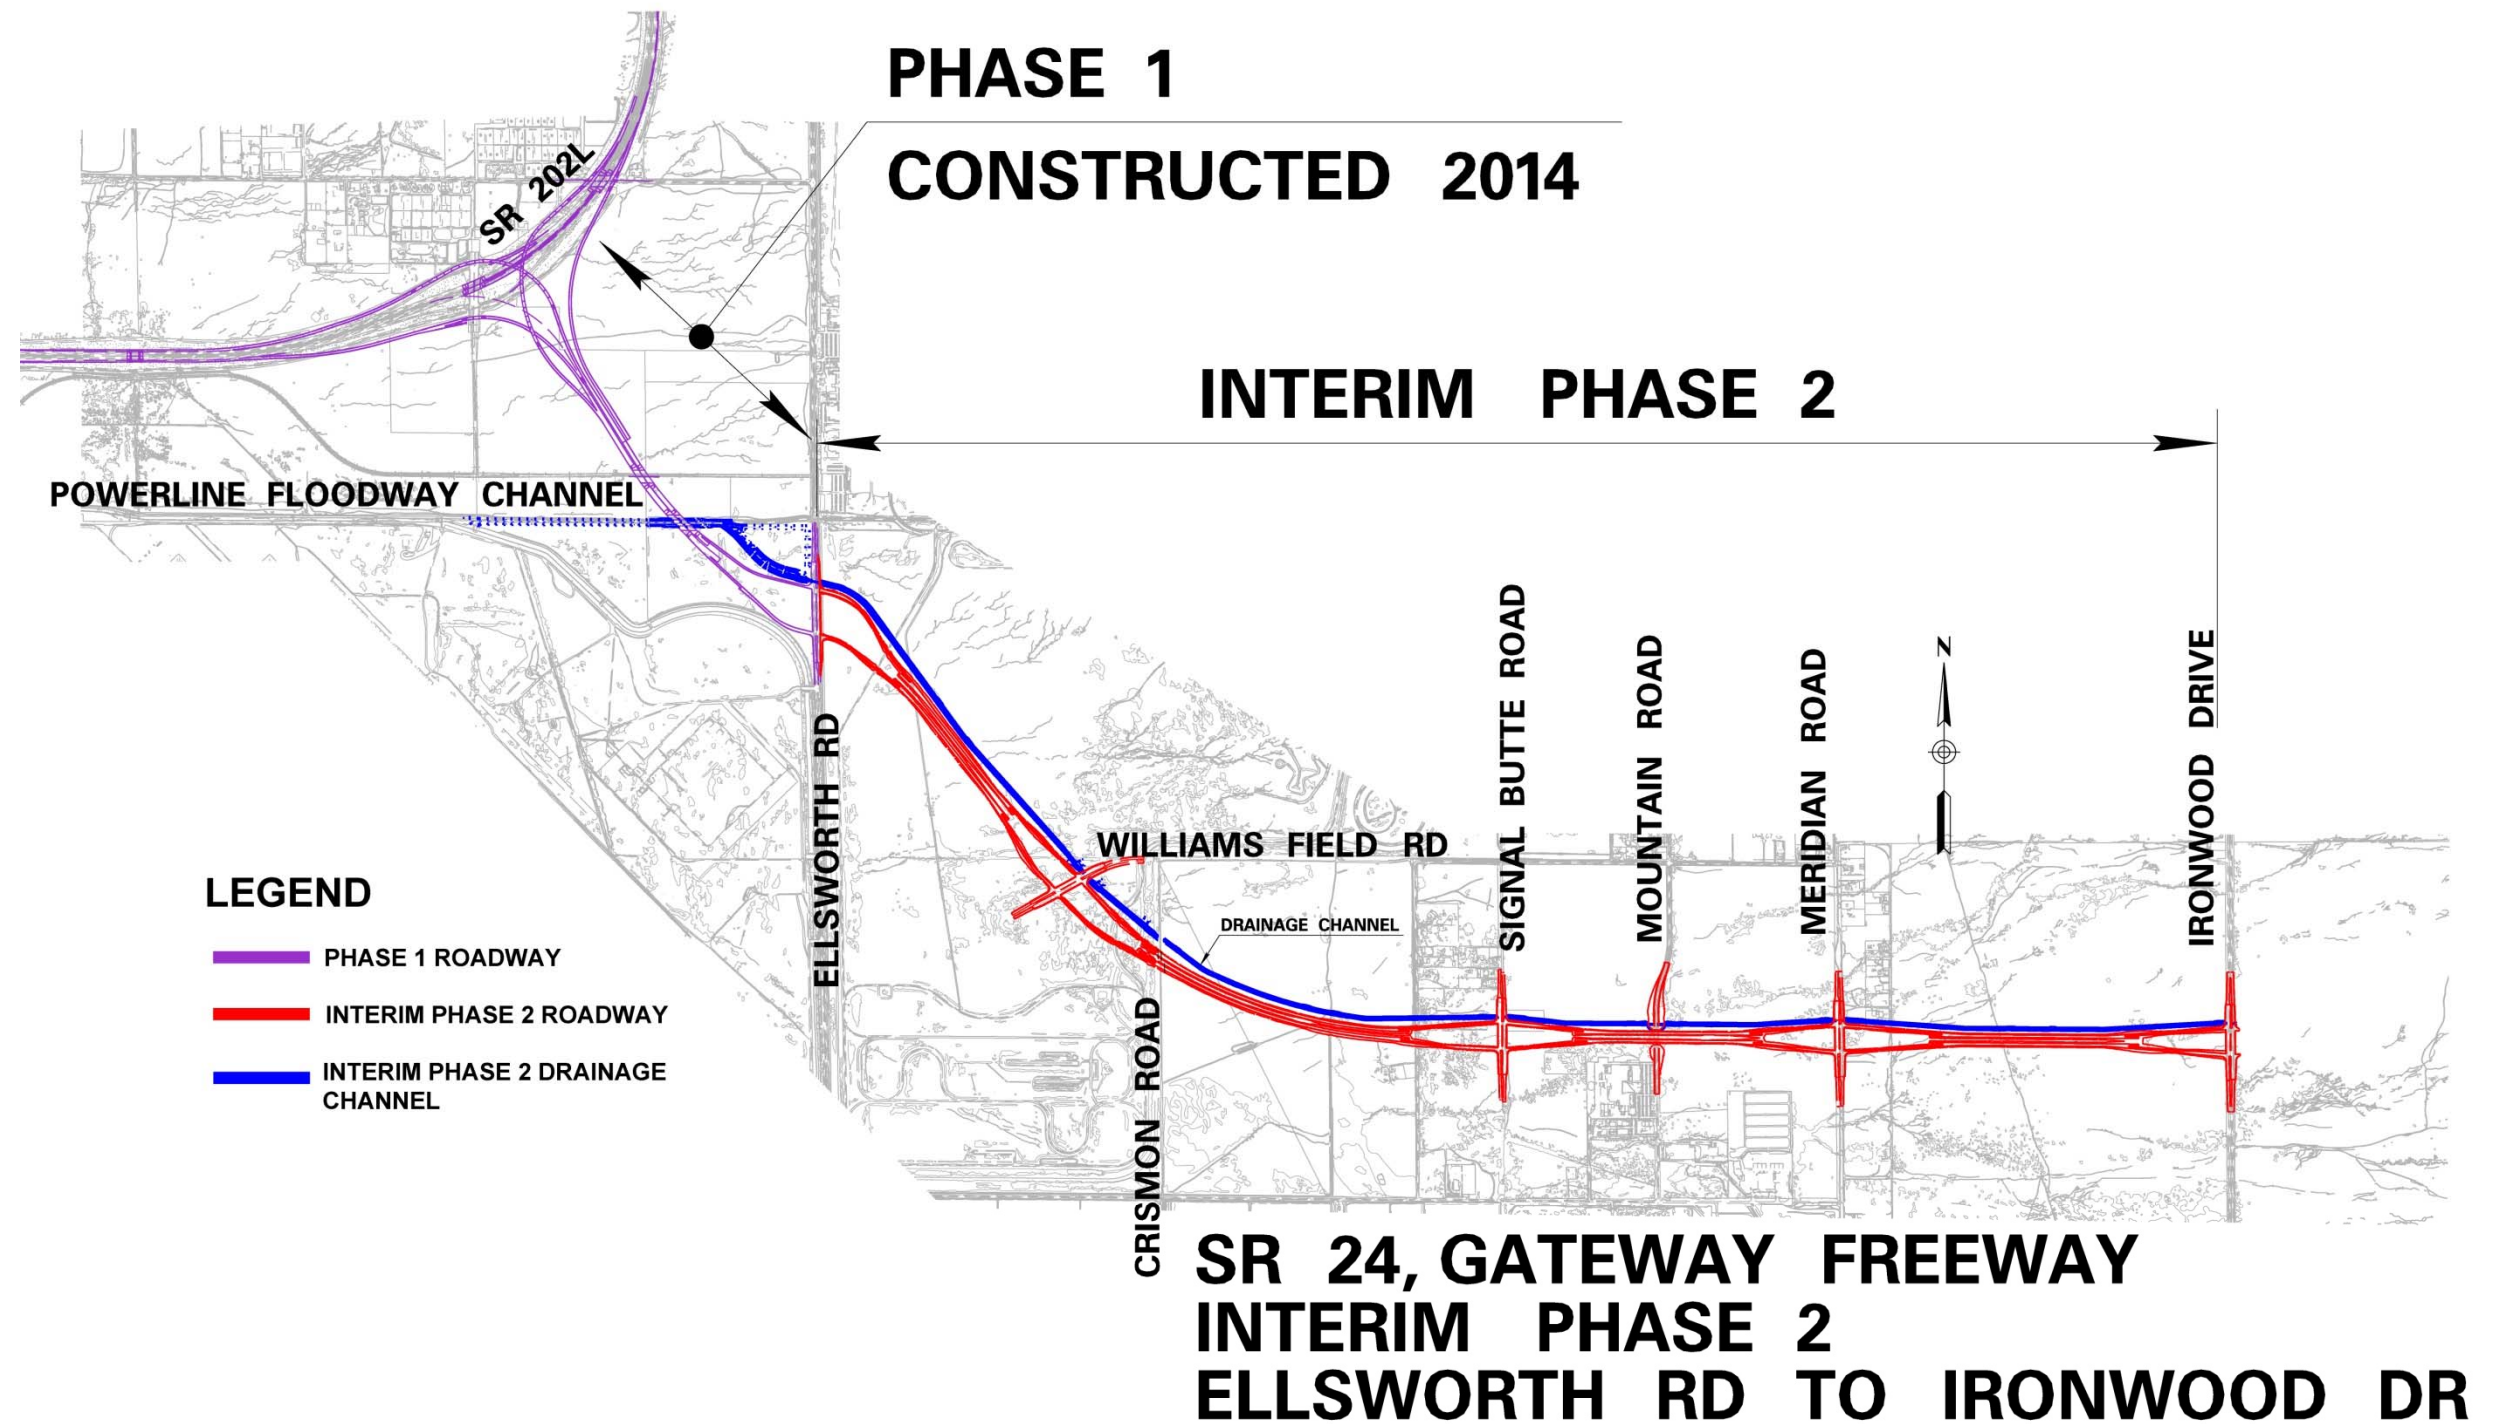 PHASE 1
CONSTRUCTED 2014
SR 202L
INTERIM PHASE 2
POWERLINE FLOODWAY CHANNEL
SIGNAL BUTTE ROAD
MOUNTAIN ROAD
MERIDIAN ROAD
N
IRONWOOD DRIVE
ELLSWORTH RD
WILLIAMS FIELD RD
DRAINAGE CHANNEL
CRISMON ROAD
LEGEND
PHASE 1 ROADWAY
INTERIM PHASE 2 ROADWAY
INTERIM PHASE 2 DRAINAGE
CHANNEL
SR 24, GATEWAY FREEWAY
INTERIM PHASE 2
ELLSWORTH RD TO IRONWOOD DR